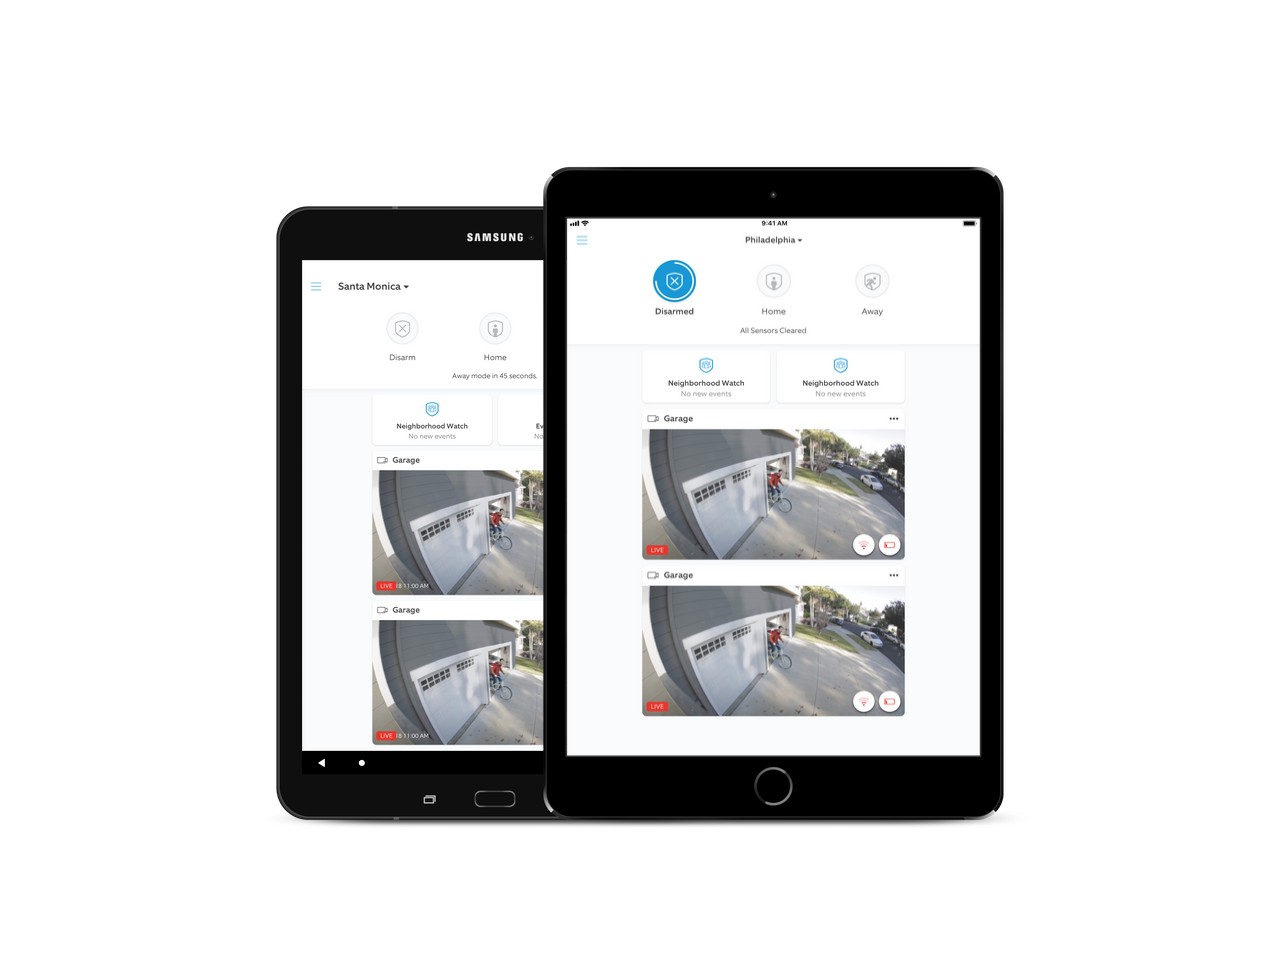 SAMSUNG
Santa Monica
Disarm
Home
Away mode in 45 seconds.
Neighborhood Watch
No new events
Ev
No
Garage
LIVE 18 11:00 AM
Garage
LIVE 18 11:00 AM
9:41 AM
Philadelphia
Disarmed
Home
Away
All Sensors Cleared
Neighborhood Watch
No new events
Neighborhood Watch
No new events
Garage
LIVE
Garage
LIVE